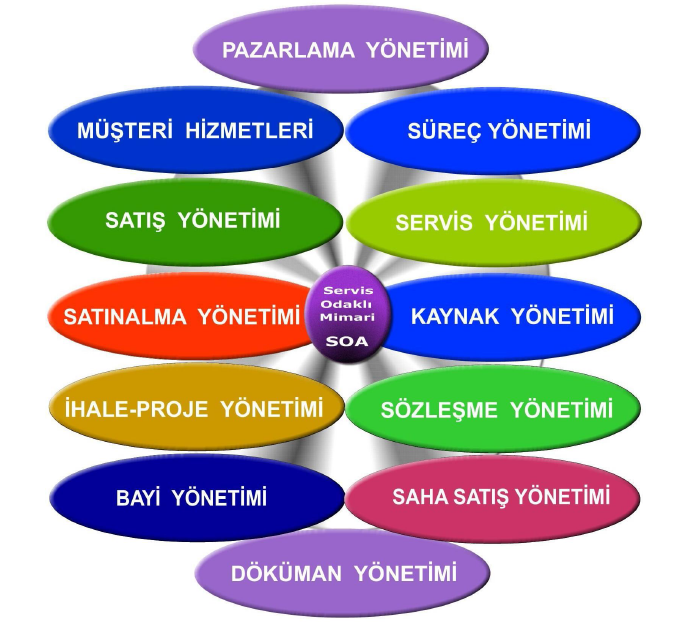 PAZARLAMA YÖNETİMİ
MÜŞTERİ HİZMETLERİ
SÜREÇ YÖNETİMİ
SATIŞ YÖNETİMİ
SERVİS YÖNETİMİ
Servis
Odaklı
Mimari
SOA
SATINALMA YÖNETİMİ
KAYNAK YÖNETİMİ
İHALE-PROJE YÖNETİMİ
SÖZLEŞME YÖNETİMİ
BAYİ YÖNETİMİ
SAHA SATIŞ YÖNETİMİ
DÖKÜMAN YÖNETİMİ